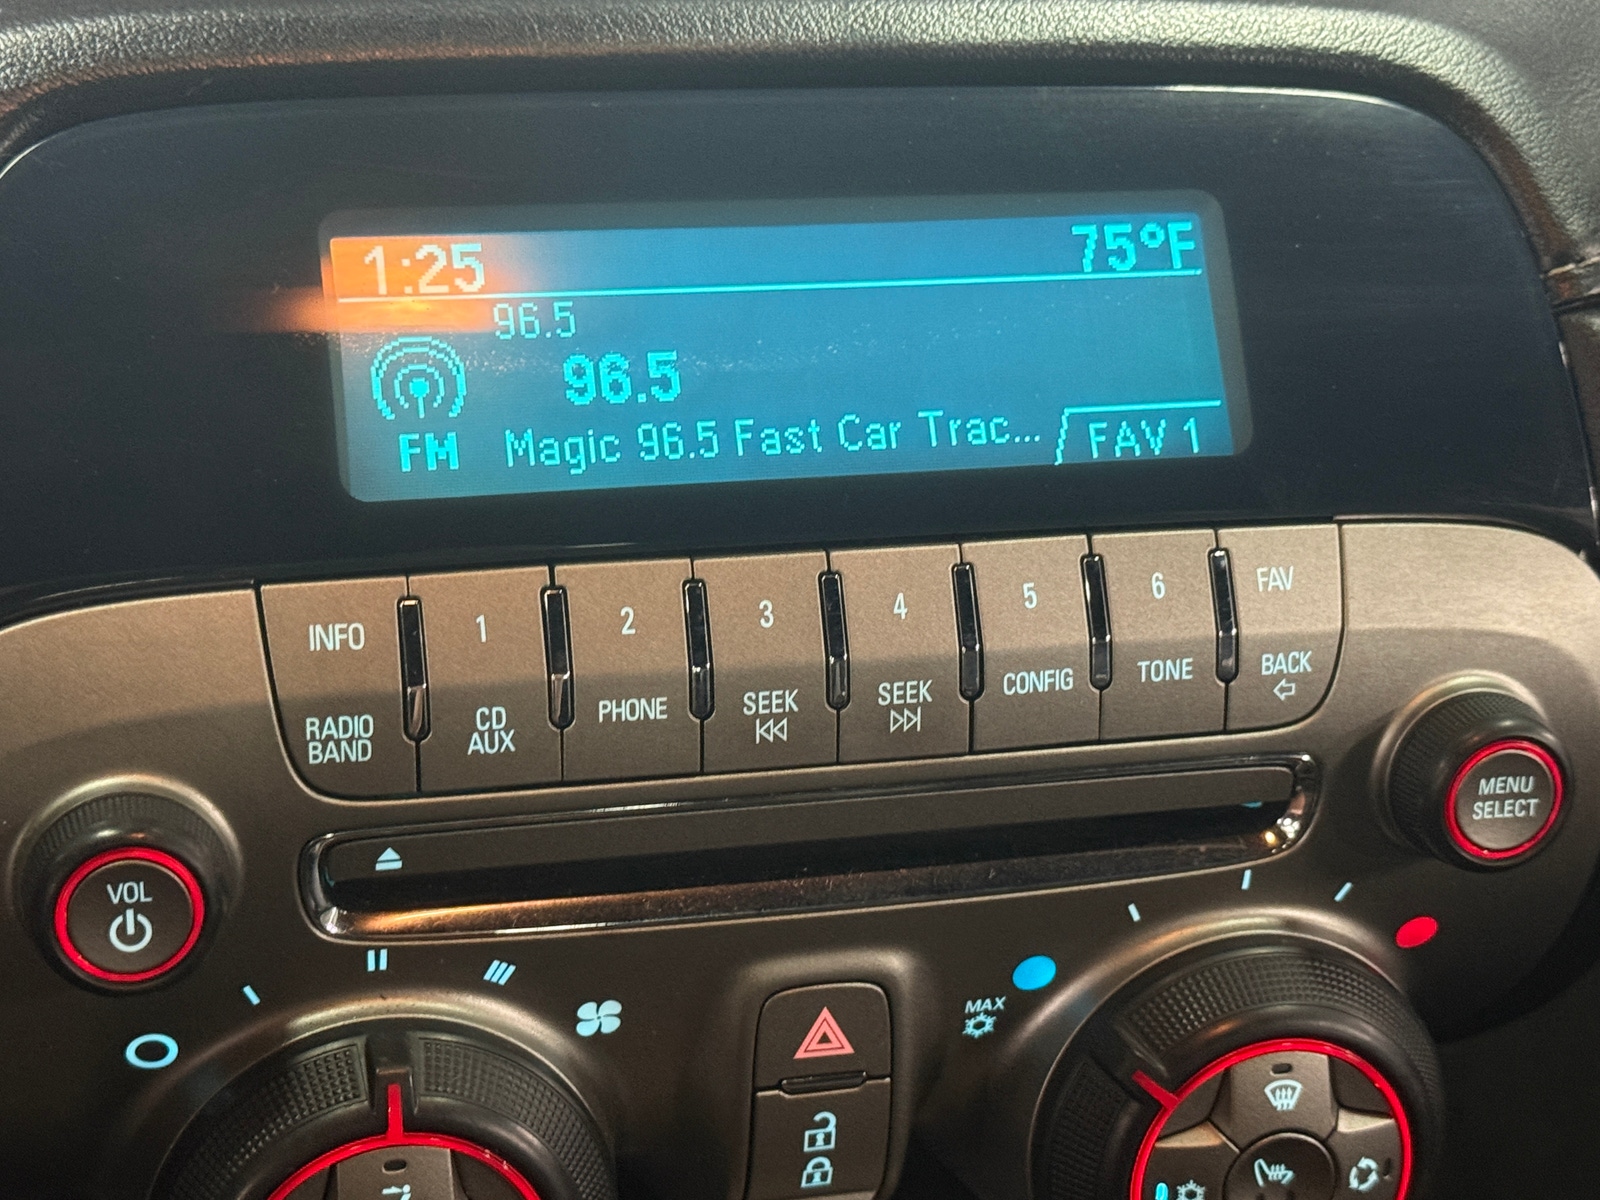 1:25
75°F
96.5
96.5
FM
Magic 96.5 Fast Car Trac...
FAV 1
INFO
1
2
3
4
5
6
FAV
RADIO
BAND
CD
AUX
PHONE
SEEK
SEEK
CONFIG
TONE
BACK
MENU
SELECT
VOL
MAX